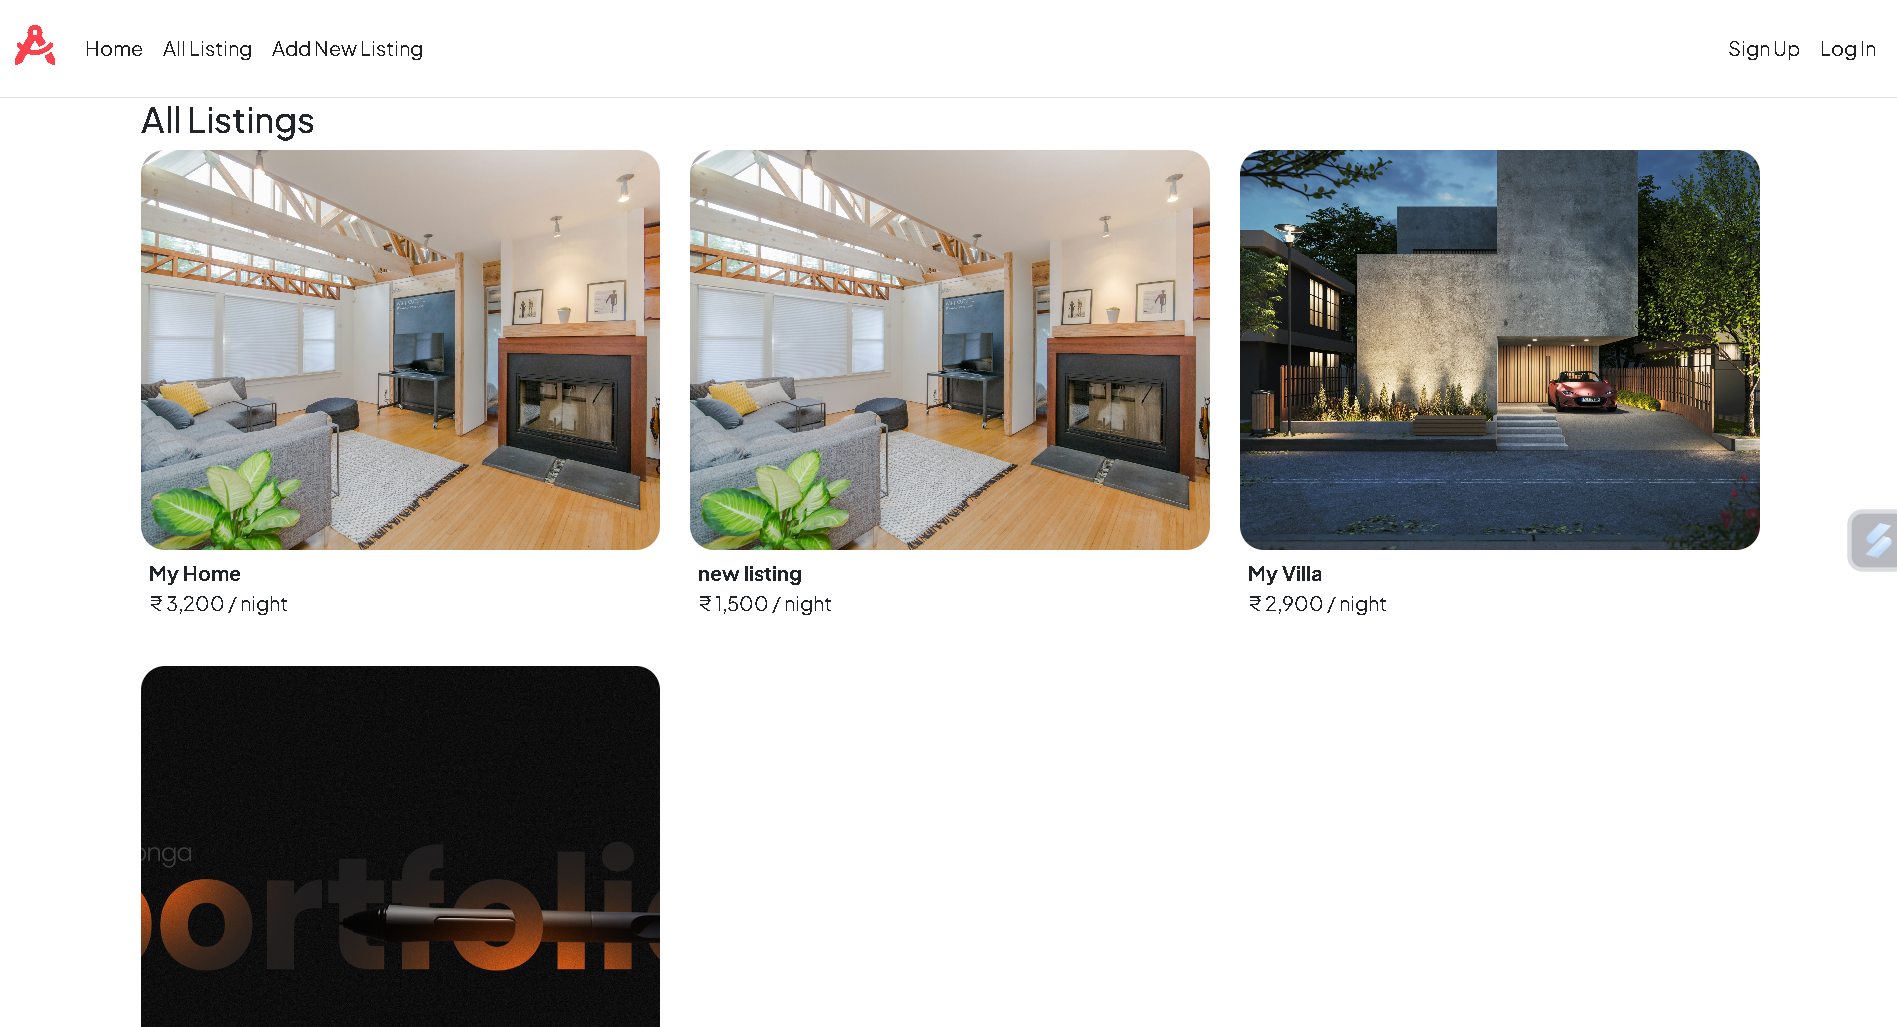 Home All Listing Add New Listing Sign Up Log In
All Listings
My Home
₹ 3,200 / night
new listing
₹ 1,500 / night
My Villa
₹ 2,900 / night
onga
portfolio